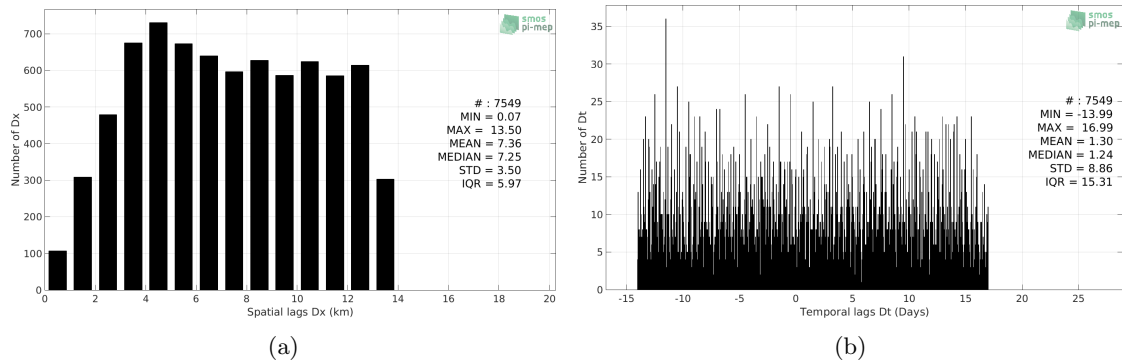 smos
pi-mep
700
600
500
400
300
200
100
0
Number of Dx
# : 7549
MIN = 0.07
MAX = 13.50
MEAN = 7.36
MEDIAN = 7.25
STD = 3.50
IQR = 5.97
0 2 4 6 8 10 12 14 16 18 20
Spatial lags Dx (km)
(a)
smos
pi-mep
35
30
25
20
15
10
5
0
Number of Dt
# : 7549
MIN = -13.99
MAX = 16.99
MEAN = 1.30
MEDIAN = 1.24
STD = 8.86
IQR = 15.31
-15 -10 -5 0 5 10 15 20 25
Temporal lags Dt (Days)
(b)